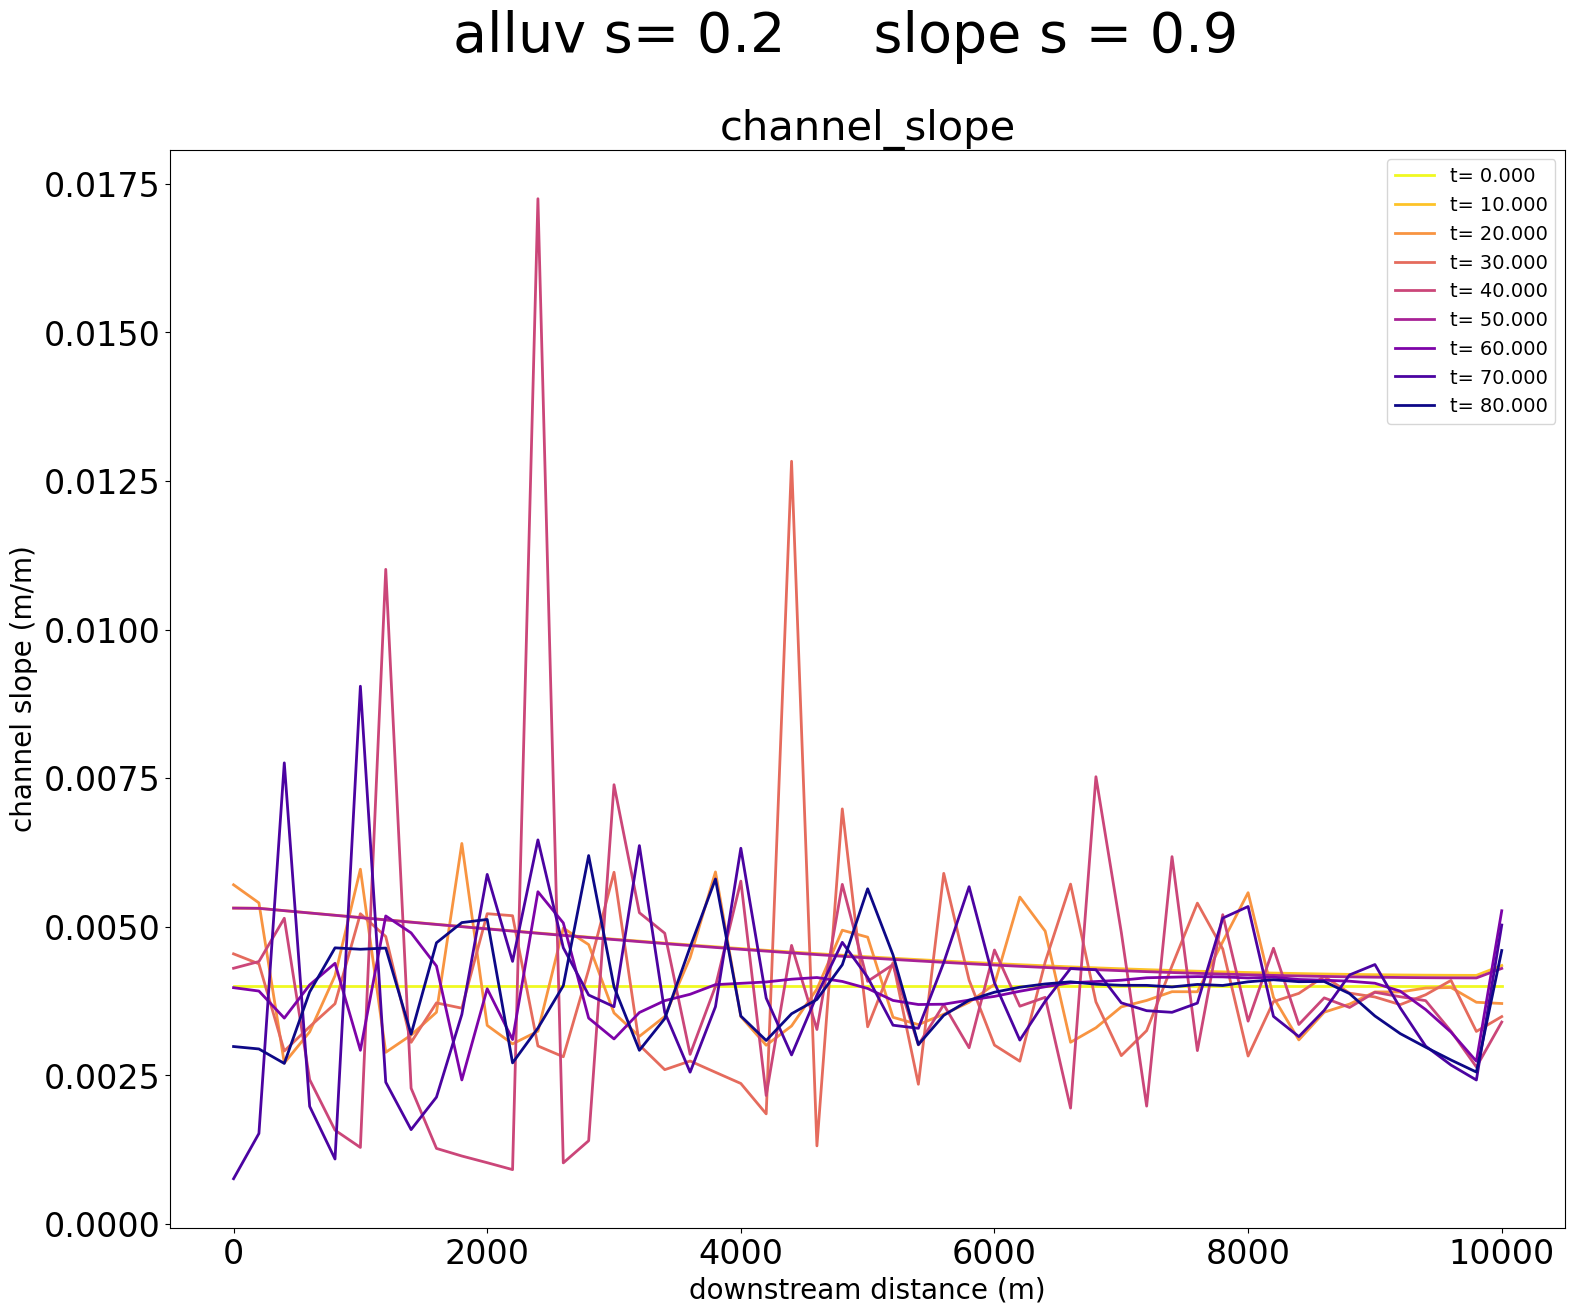 alluv s= 0.2     slope s = 0.9
channel_slope
0.0175
0.0150
0.0125
0.0100
0.0075
0.0050
0.0025
0.0000
channel slope (m/m)
t= 0.000
t= 10.000
t= 20.000
t= 30.000
t= 40.000
t= 50.000
t= 60.000
t= 70.000
t= 80.000
0 2000 4000 6000 8000 10000
downstream distance (m)